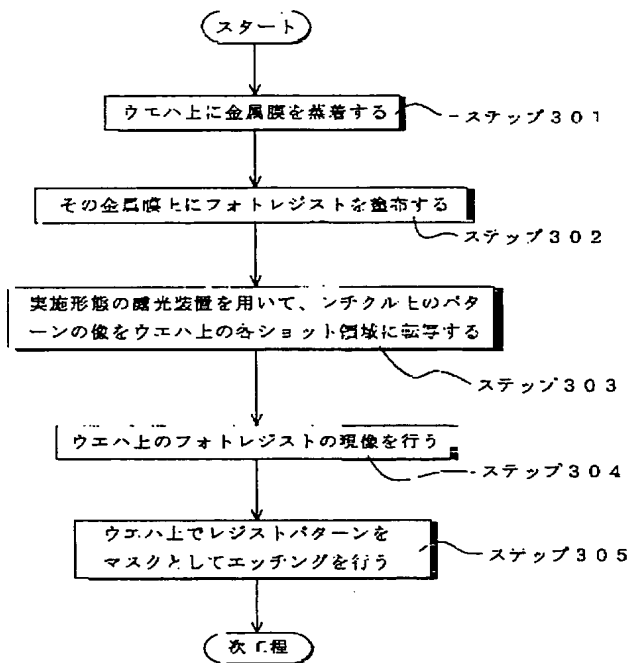 スタート
ウエハ上に金属膜を蒸着する
ステップ301
その金属膜上にフォトレジストを塗布する
ステップ302
実施形態の露光装置を用いて、レチクル上のパタ
ーンの像をウエハ上の各ショット領域に転写する
ステップ303
ウエハ上のフォトレジストの現像を行う
ステップ304
ウエハ上でレジストパターンを
マスクとしてエッチングを行う
ステップ305
次工程